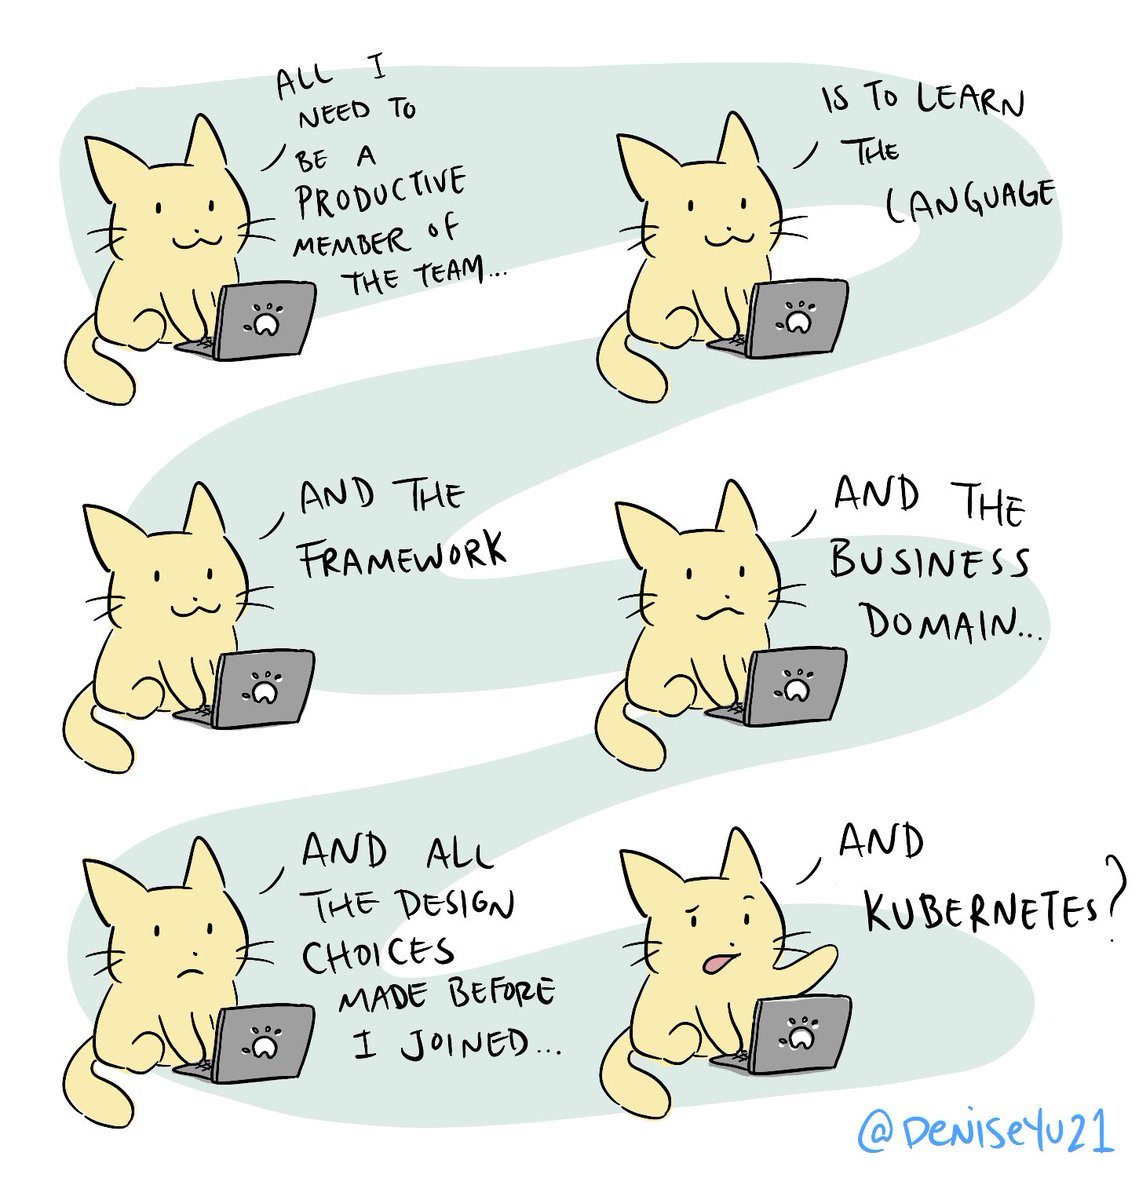 ALL I
NEED TO
BE A
PRODUCTIVE
MEMBER OF
THE TEAM...
IS TO LEARN
THE
LANGUAGE
AND THE
FRAMEWORK
AND THE
BUSINESS
DOMAIN...
AND ALL
THE DESIGN
CHOICES
MADE BEFORE
I JOINED...
AND
KUBERNETES?
@DeNiSeYu21